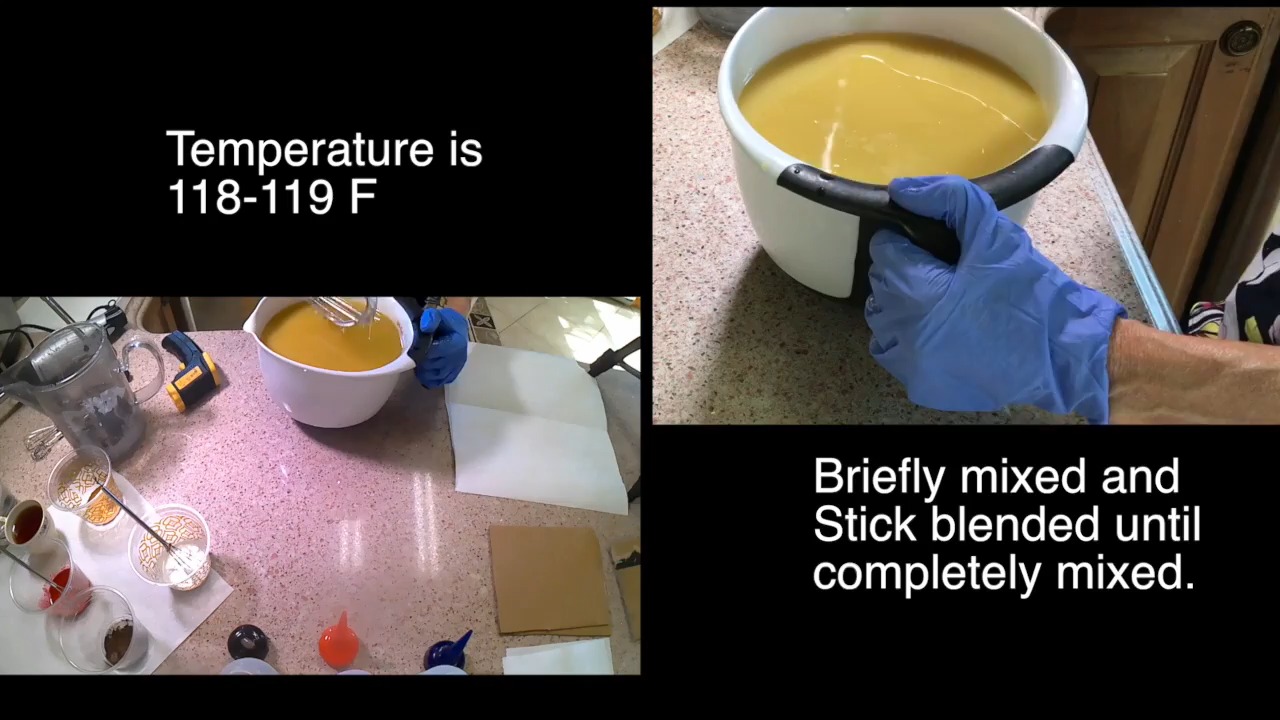 Temperature is
118-119 F
Briefly mixed and
Stick blended until
completely mixed.